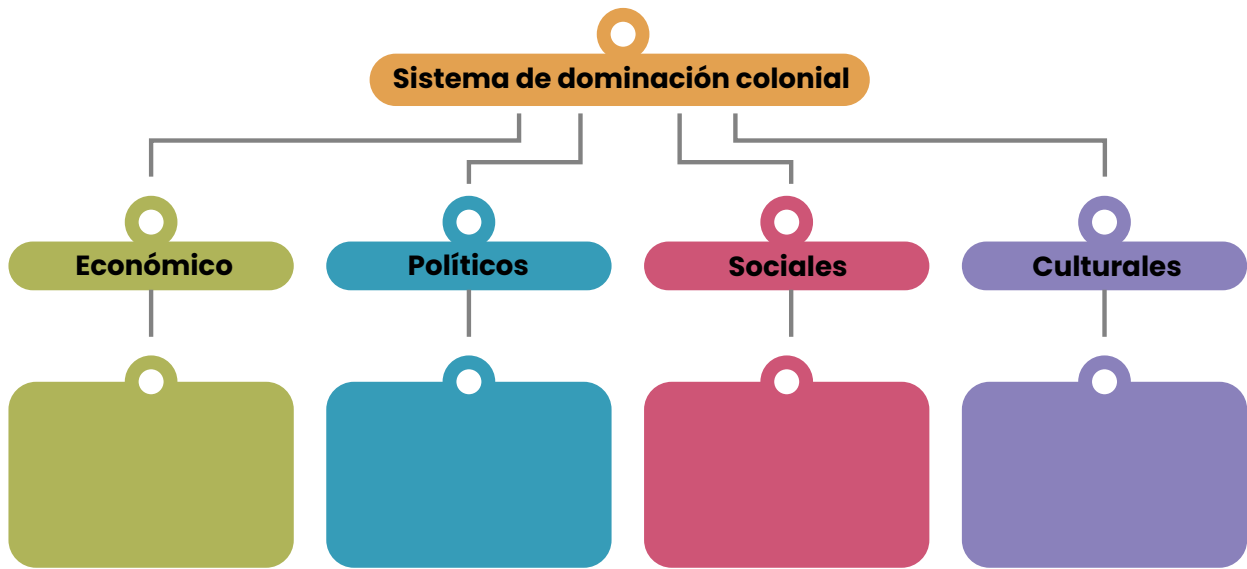 Sistema de dominación colonial
Económico
Políticos
Sociales
Culturales